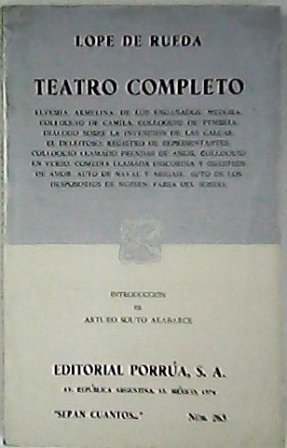 LOPE DE RUEDA
TEATRO COMPLETO
EUFEMIA. ARMELINA. DE LOS ENGAÑADOS. MEDORA.
COLLOQUIO DE CAMILA. COLLOQUIO DE TYMBRIA.
DIALOGO SOBRE LA INVENCION DE LAS CALÇAS.
EL DELEITOSO. REGISTRO DE REPRESENTANTES.
COLLOQUIO LLAMADO PRENDAS DE AMOR. COLLOQUIO
EN VERSO. COMEDIA LLAMADA DISCORDIA Y QUESTION
DE AMOR. AUTO DE NAVAL Y ABIGAIL. AUTO DE LOS
DESPOSORIOS DE MOISEN. FARSA DEL SORDO.
INTRODUCCIÓN
DE
ARTURO SOUTO ALABARCE
EDITORIAL PORRÚA, S. A.
AV. REPÚBLICA ARGENTINA, 15. MÉXICO, 1974
"SEPAN CUANTOS..." NÚM. 263